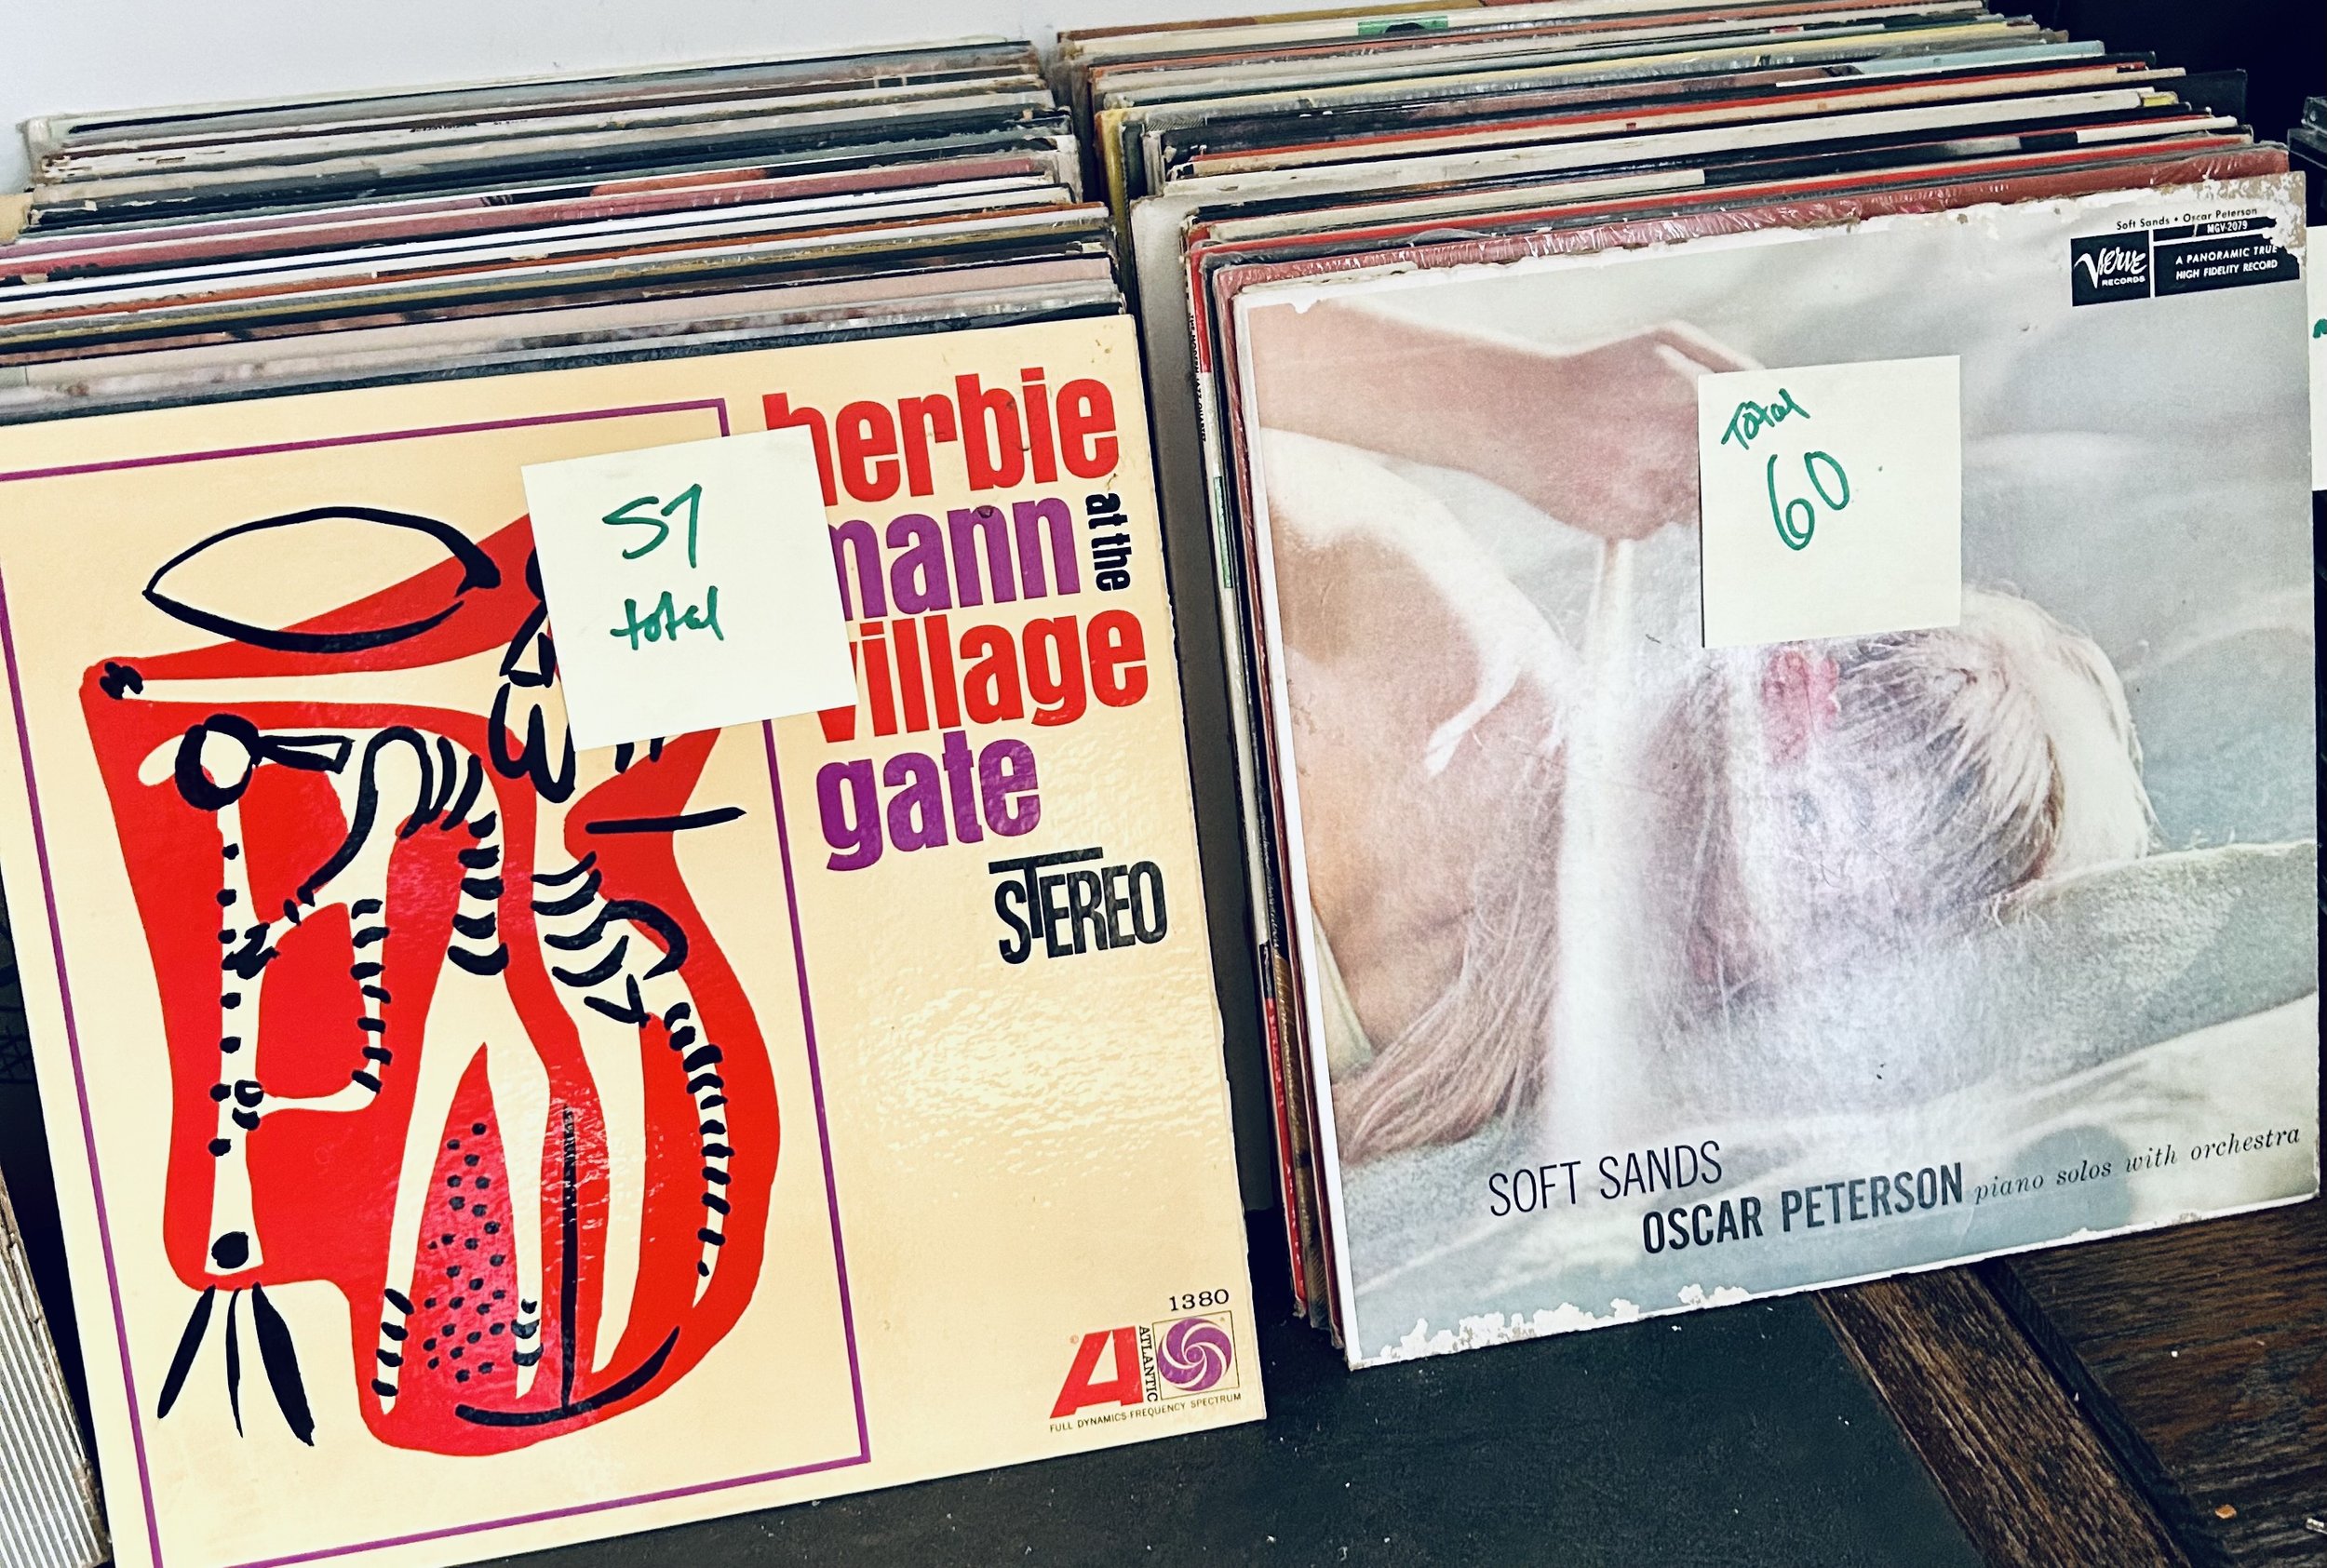 herbie
mann
at the
village
gate
STEREO
57
total
1380
A
ATLANTIC
FULL DYNAMICS-FREQUENCY SPECTRUM
Soft Sands • Oscar Peterson
MGV-2079
Verve
RECORDS
A PANORAMIC TRUE
HIGH FIDELITY RECORD
Total
60
SOFT SANDS
OSCAR PETERSON piano solos with orchestra